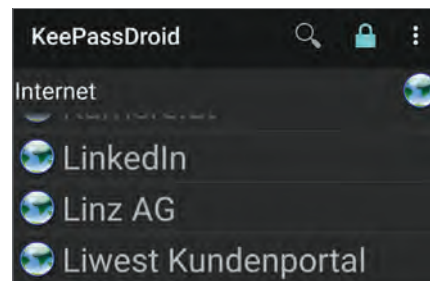 KeePassDroid
Internet
LinkedIn
Linz AG
Liwest Kundenportal